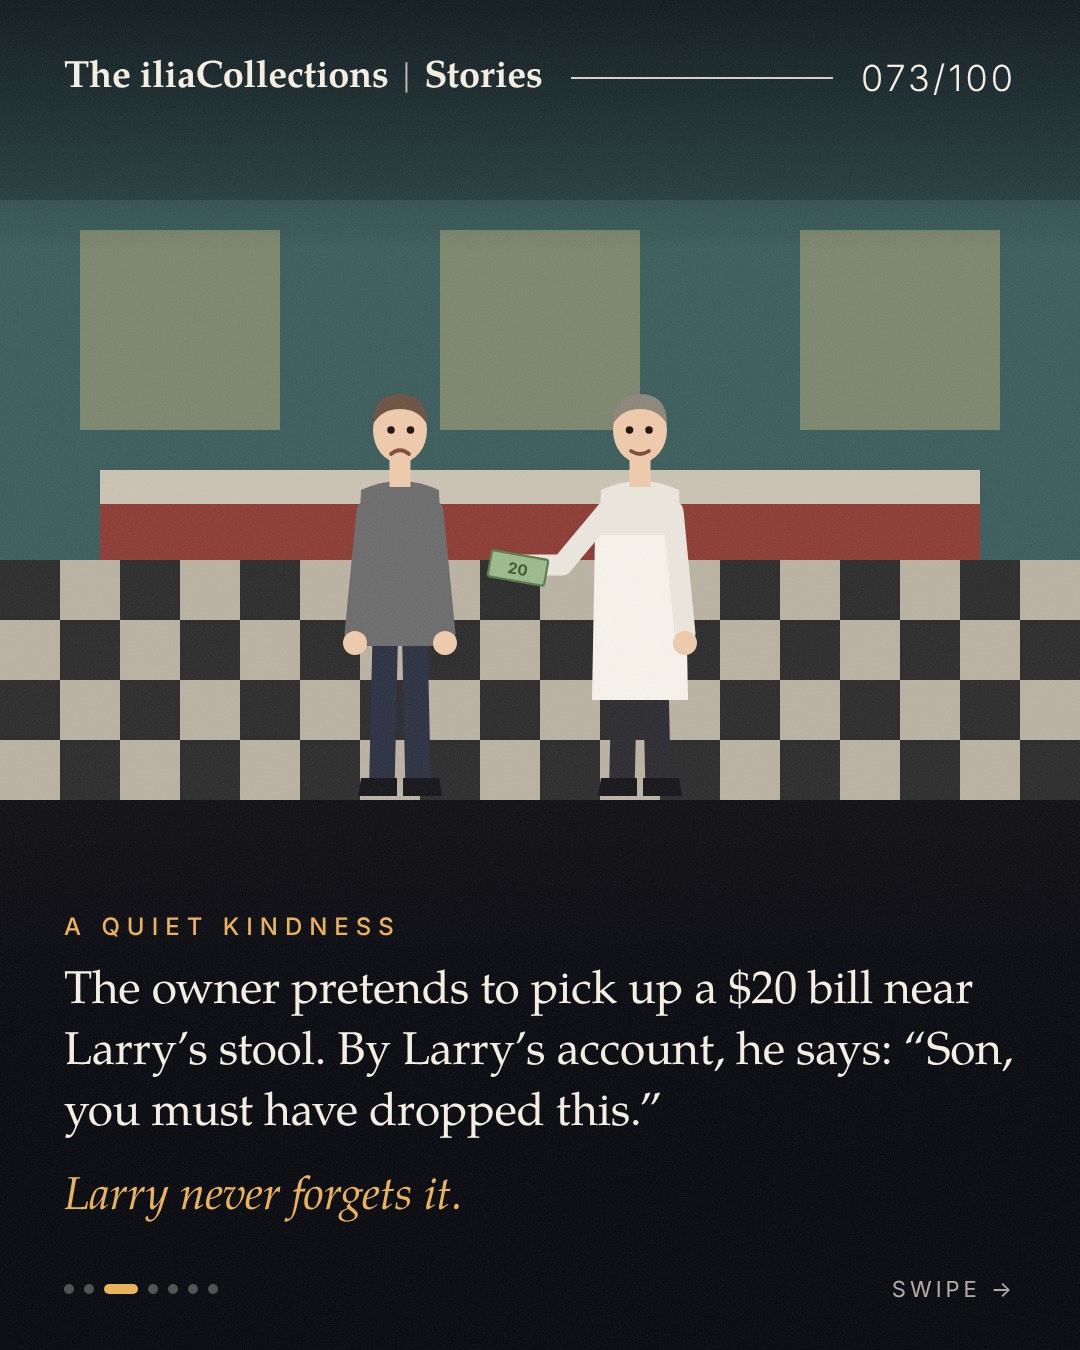 The iliaCollections | Stories 073/100
20
A QUIET KINDNESS
The owner pretends to pick up a $20 bill near
Larry’s stool. By Larry’s account, he says: “Son,
you must have dropped this.”
Larry never forgets it.
SWIPE →